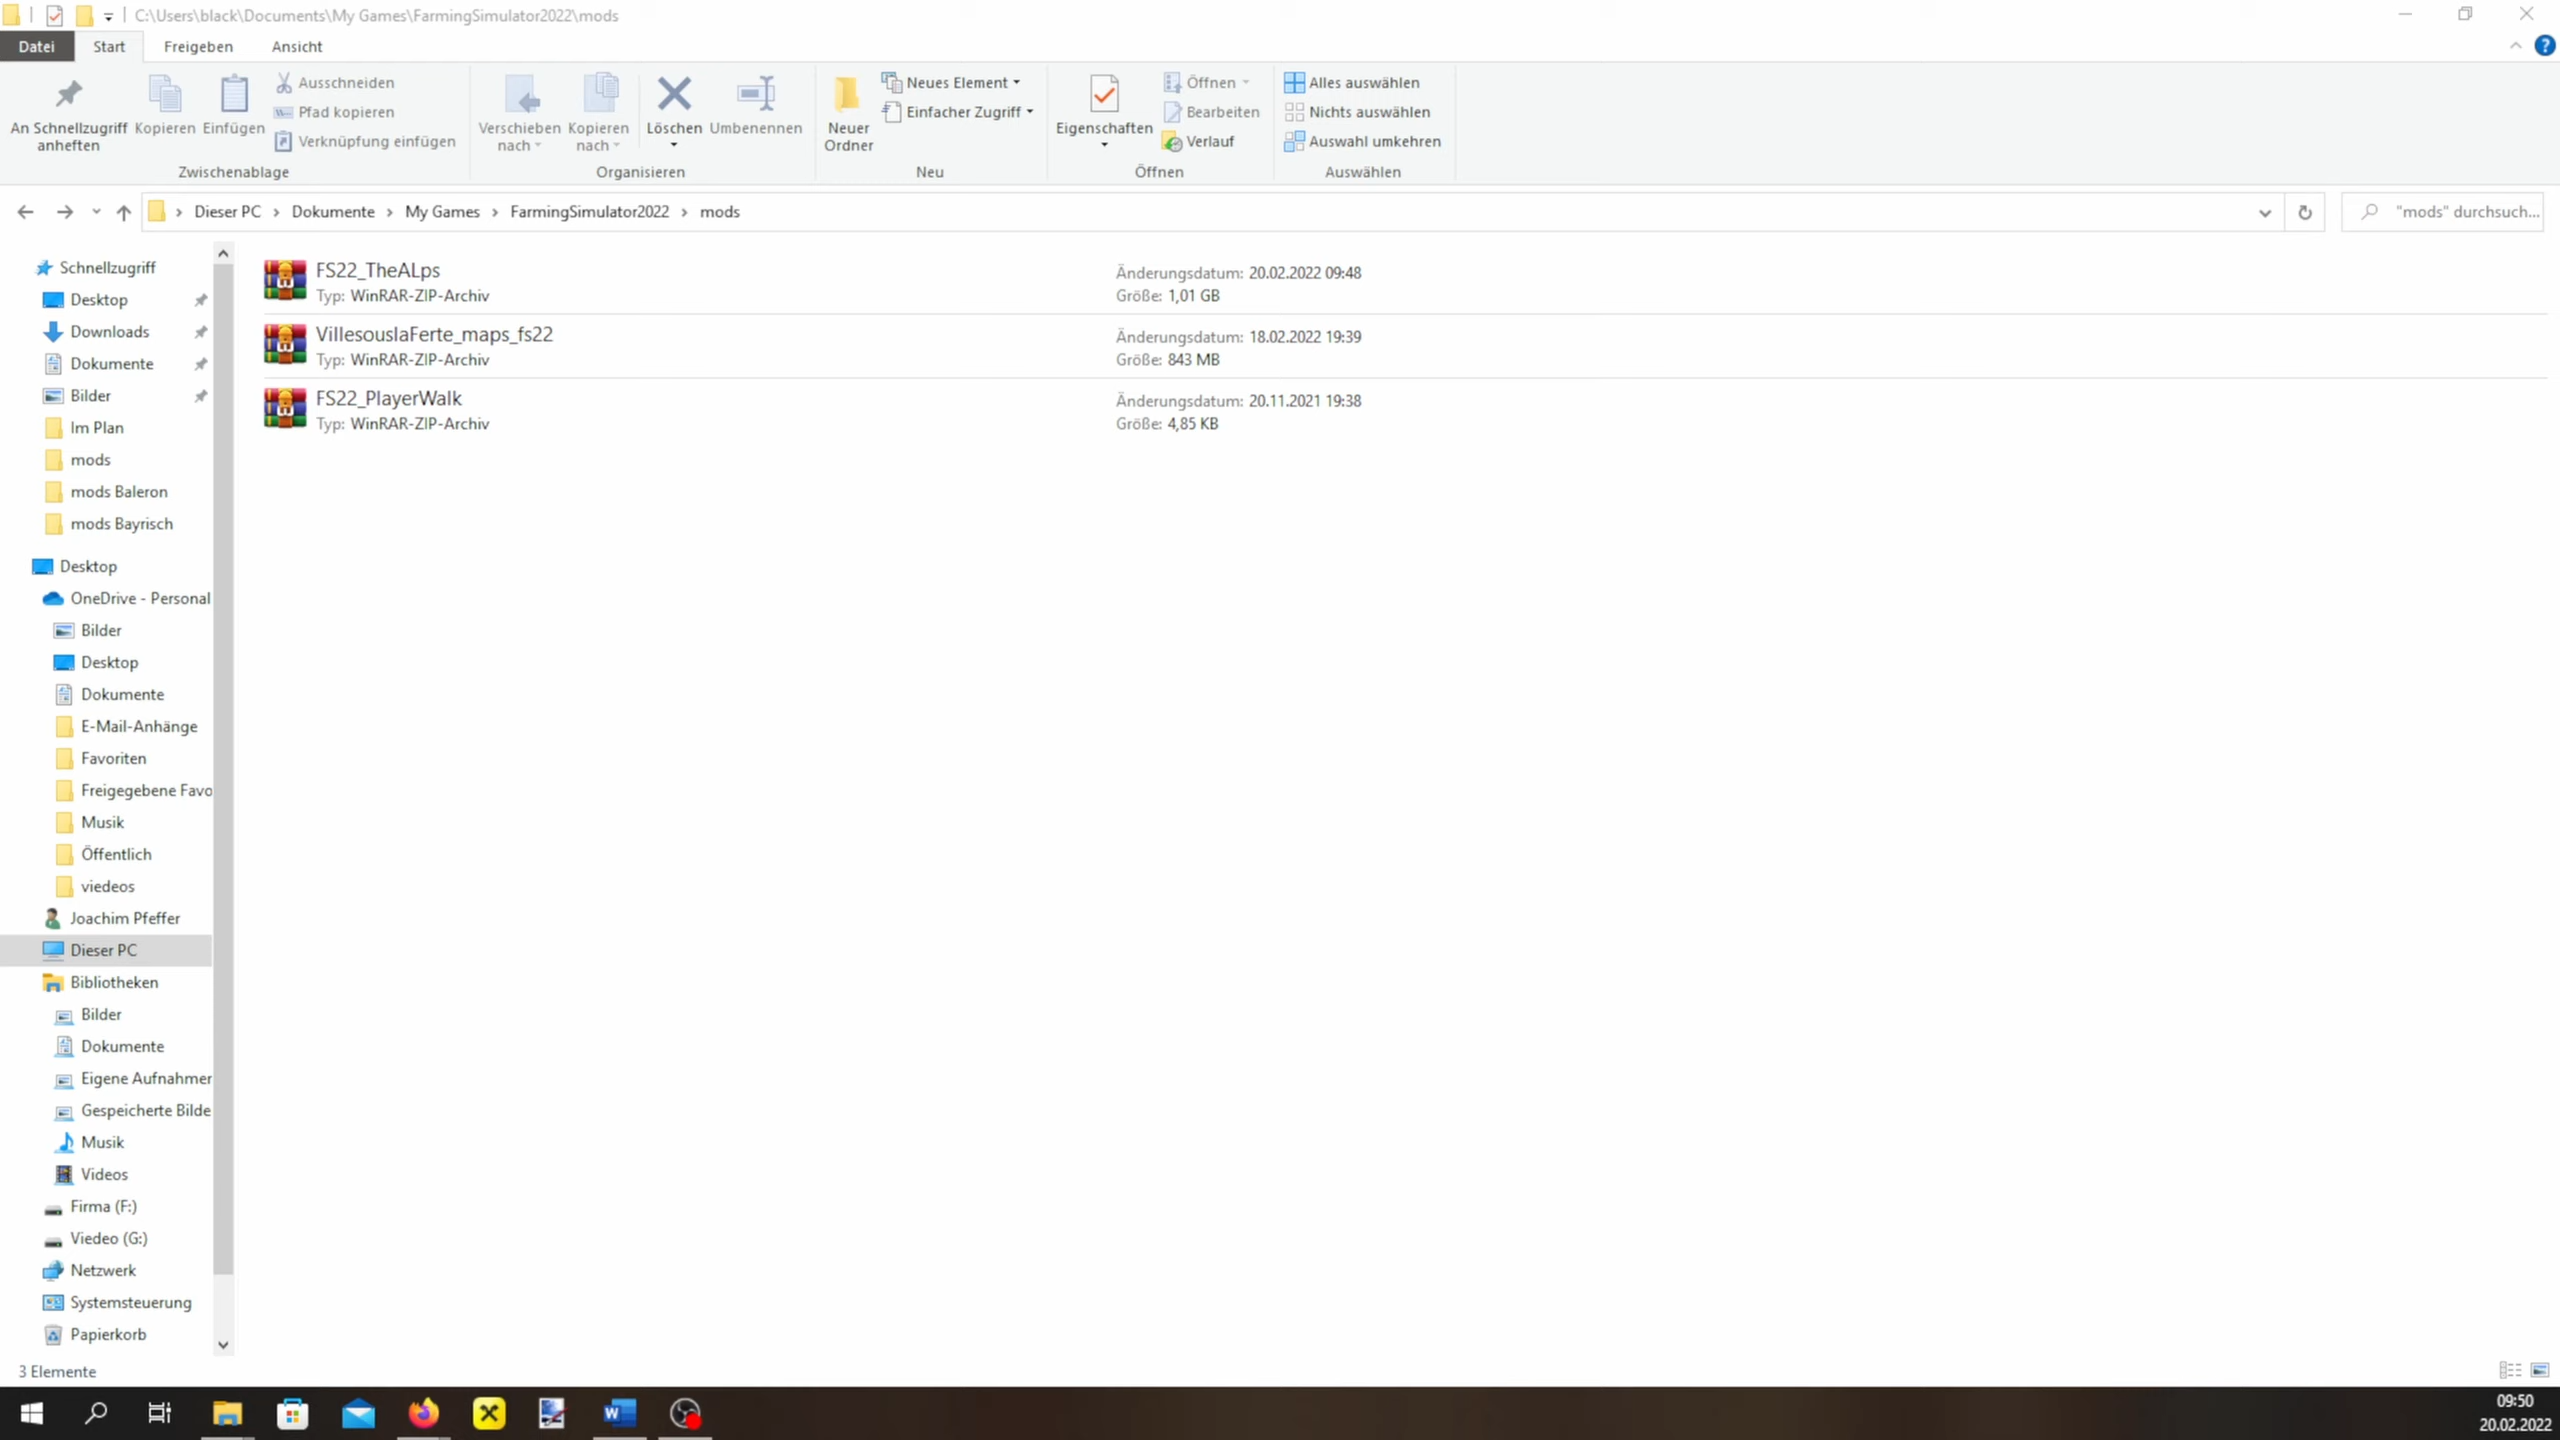 C:\Users\black\Documents\My Games\FarmingSimulator2022\mods
Datei Start Freigeben Ansicht
An Schnellzugriff anheften
Kopieren
Einfügen
Ausschneiden
Pfad kopieren
Verknüpfung einfügen
Zwischenablage
Verschieben nach
Kopieren nach
Löschen
Umbenennen
Organisieren
Neuer Ordner
Neues Element
Einfacher Zugriff
Neu
Eigenschaften
Öffnen
Bearbeiten
Verlauf
Öffnen
Alles auswählen
Nichts auswählen
Auswahl umkehren
Auswählen
Dieser PC › Dokumente › My Games › FarmingSimulator2022 › mods
"mods" durchsuch...
Schnellzugriff
Desktop
Downloads
Dokumente
Bilder
Im Plan
mods
mods Baleron
mods Bayrisch
Desktop
OneDrive - Personal
Bilder
Desktop
Dokumente
E-Mail-Anhänge
Favoriten
Freigegebene Favo
Musik
Öffentlich
viedeos
Joachim Pfeffer
Dieser PC
Bibliotheken
Bilder
Dokumente
Eigene Aufnahmer
Gespeicherte Bilde
Musik
Videos
Firma (F:)
Viedeo (G:)
Netzwerk
Systemsteuerung
Papierkorb
FS22_TheALps
Typ: WinRAR-ZIP-Archiv
Änderungsdatum: 20.02.2022 09:48
Größe: 1,01 GB
VillesouslaFerte_maps_fs22
Typ: WinRAR-ZIP-Archiv
Änderungsdatum: 18.02.2022 19:39
Größe: 843 MB
FS22_PlayerWalk
Typ: WinRAR-ZIP-Archiv
Änderungsdatum: 20.11.2021 19:38
Größe: 4,85 KB
3 Elemente
09:50
20.02.2022